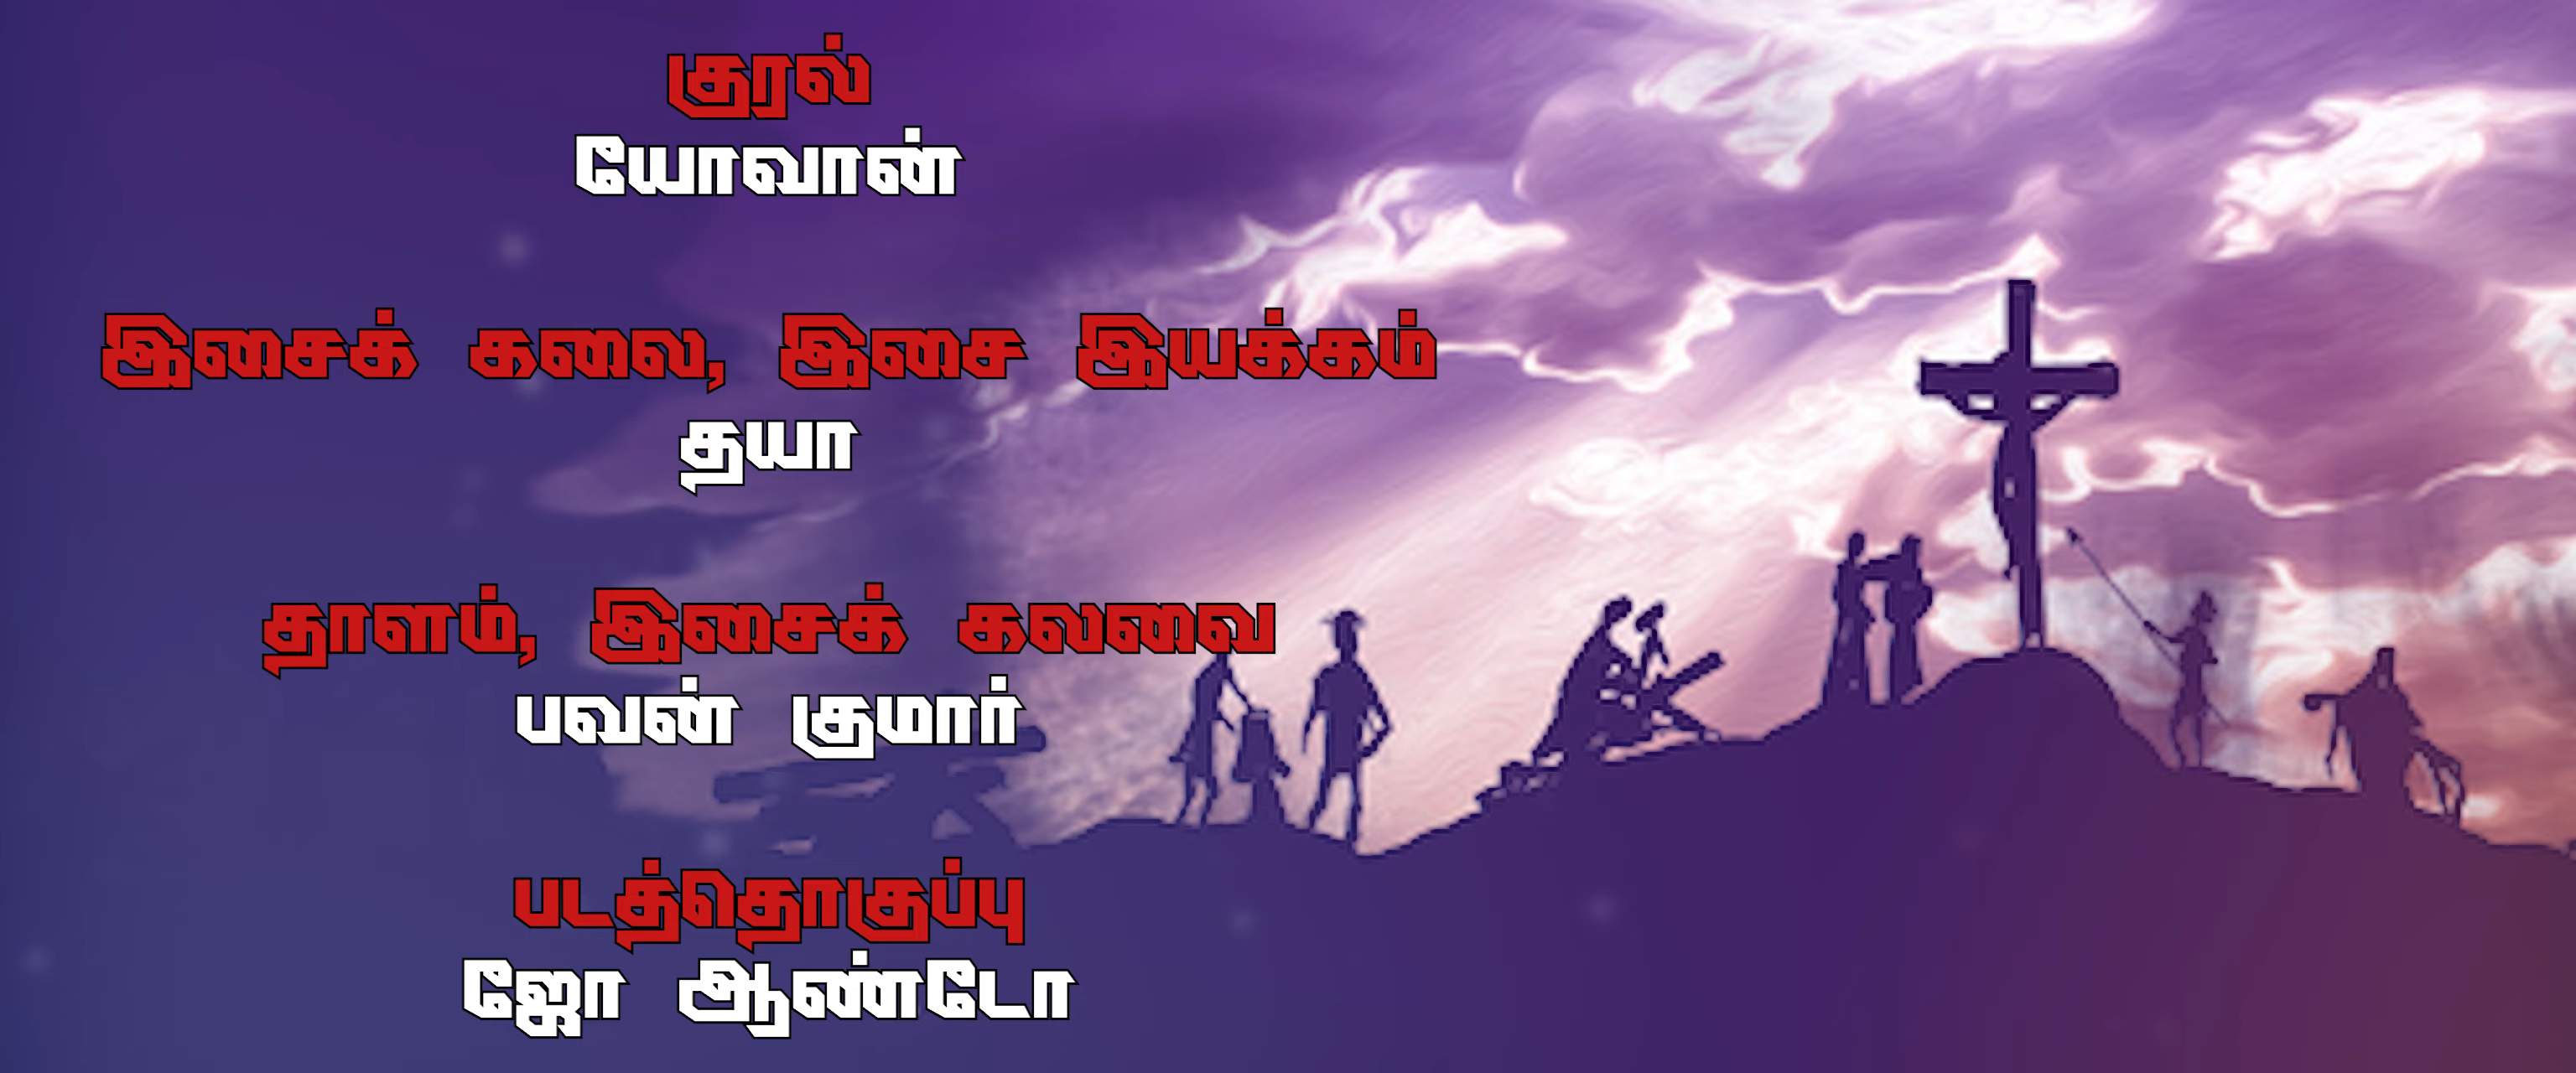 குரல்
யோவான்
இசைக் கலை, இசை இயக்கம்
தயா
தாளம், இசைக் கலவை
பவன் குமார்
படத்தொகுப்பு
ஜோ ஆண்டோ